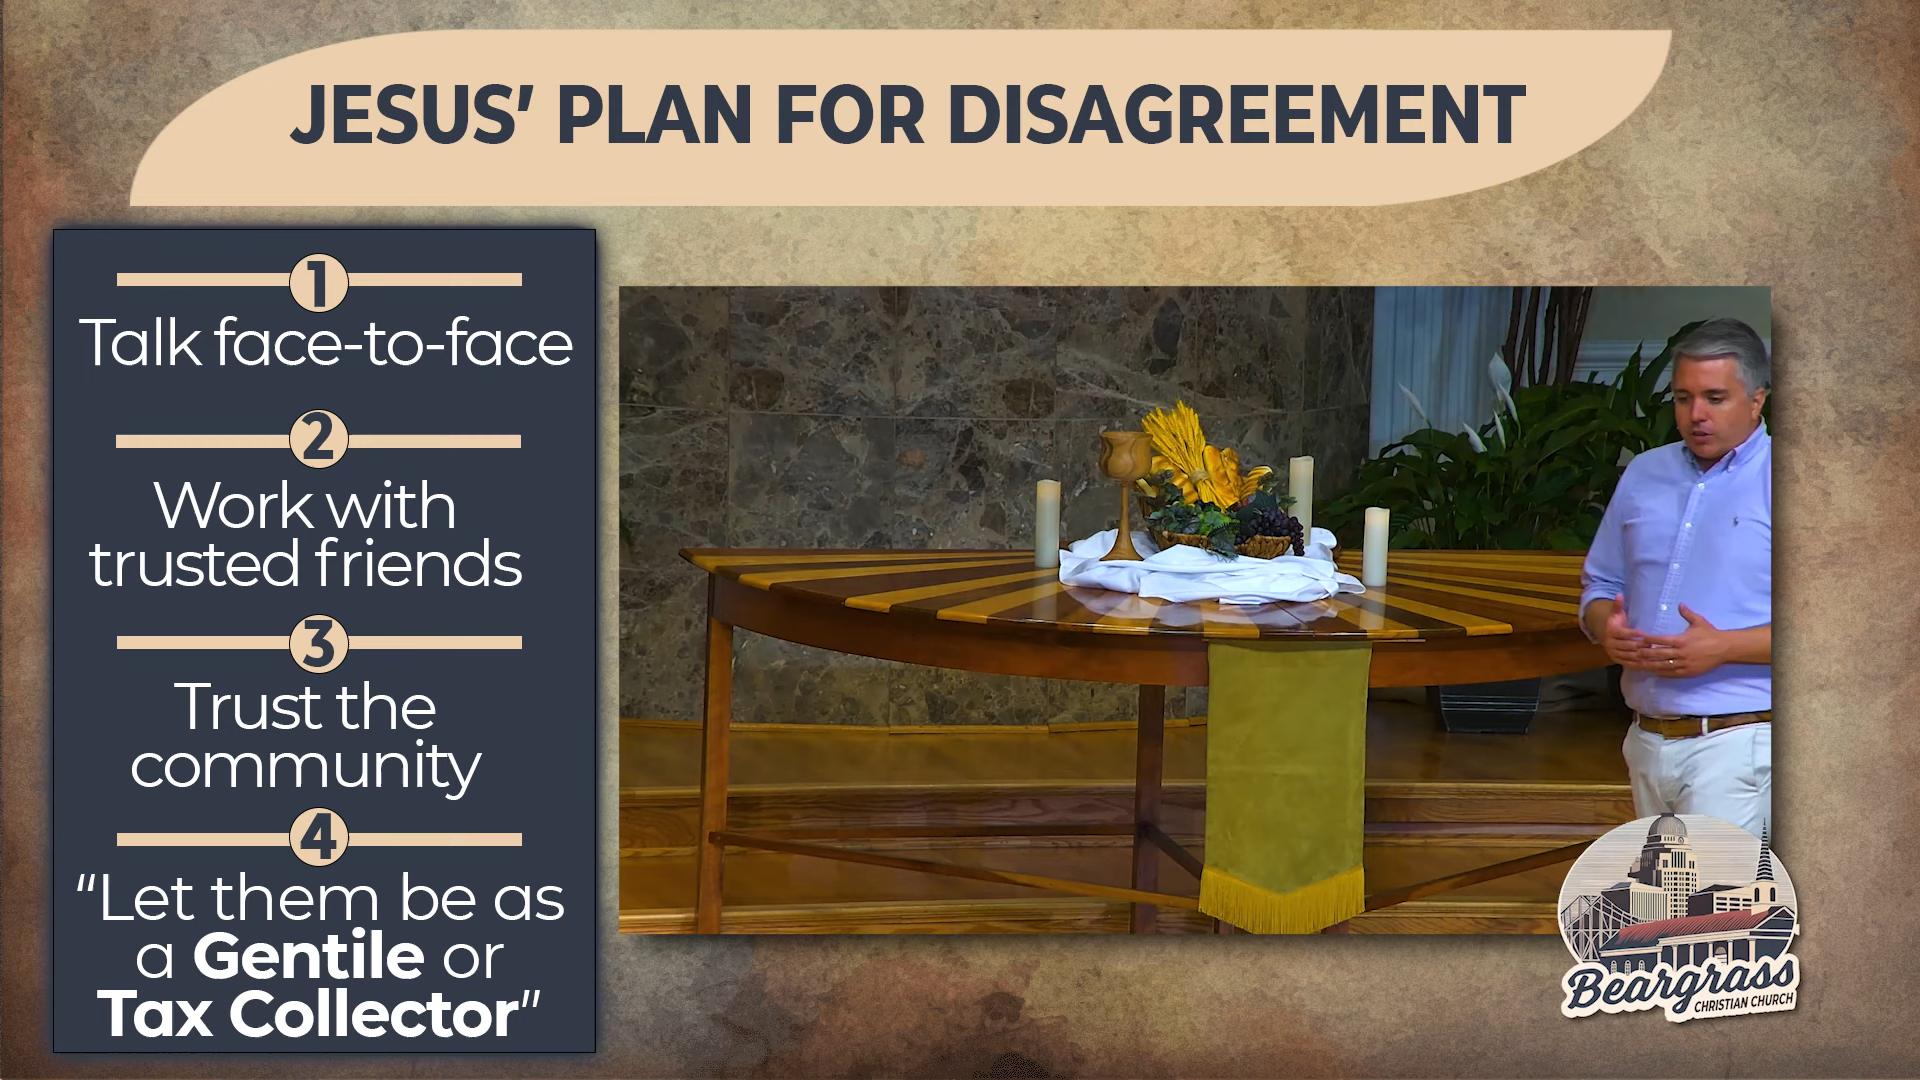 JESUS' PLAN FOR DISAGREEMENT
1
Talk face-to-face
2
Work with
trusted friends
3
Trust the
community
4
“Let them be as
a Gentile or
Tax Collector”
Beargrass
CHRISTIAN CHURCH